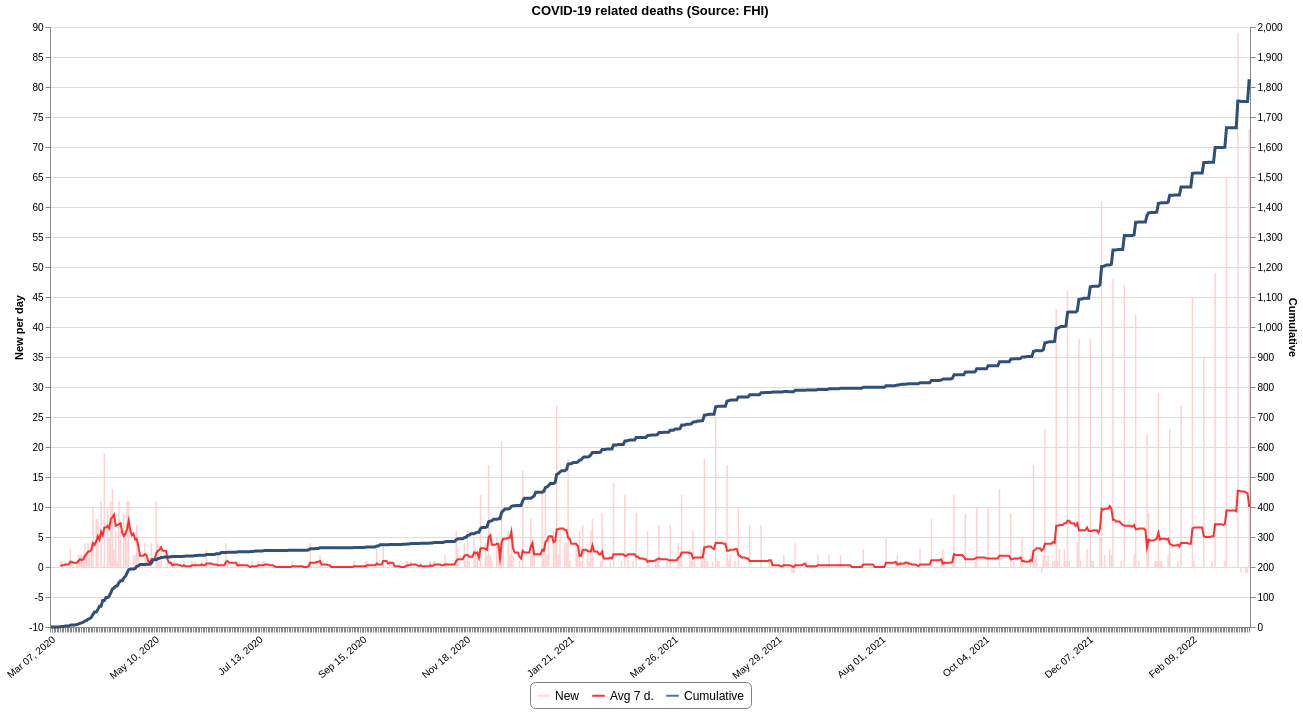 COVID-19 related deaths (Source: FHI)
90
85
80
75
70
65
60
55
50
45
40
35
30
25
20
15
10
5
0
-5
-10
New per day
2,000
1,900
1,800
1,700
1,600
1,500
1,400
1,300
1,200
1,100
1,000
900
800
700
600
500
400
300
200
100
0
Cumulative
Mar 07, 2020
May 10, 2020
Jul 13, 2020
Sep 15, 2020
Nov 18, 2020
Jan 21, 2021
Mar 26, 2021
May 29, 2021
Aug 01, 2021
Oct 04, 2021
Dec 07, 2021
Feb 09, 2022
New Avg 7 d. Cumulative